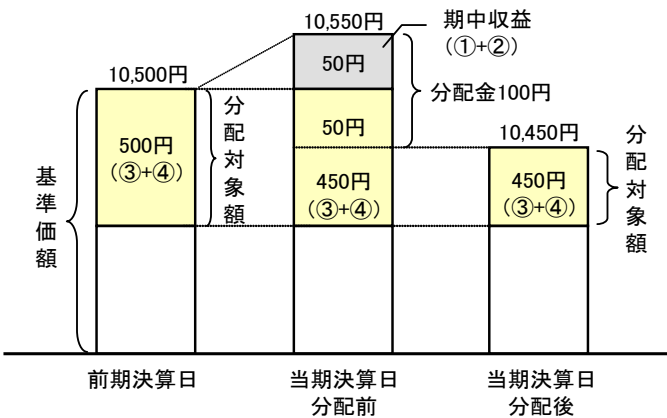 10,550円
期中収益
(①+②)
10,500円
50円
分配金100円
分配対象額
500円
(③+④)
50円
10,450円
分配対象額
基準価額
450円
(③+④)
450円
(③+④)
前期決算日
当期決算日
分配前
当期決算日
分配後